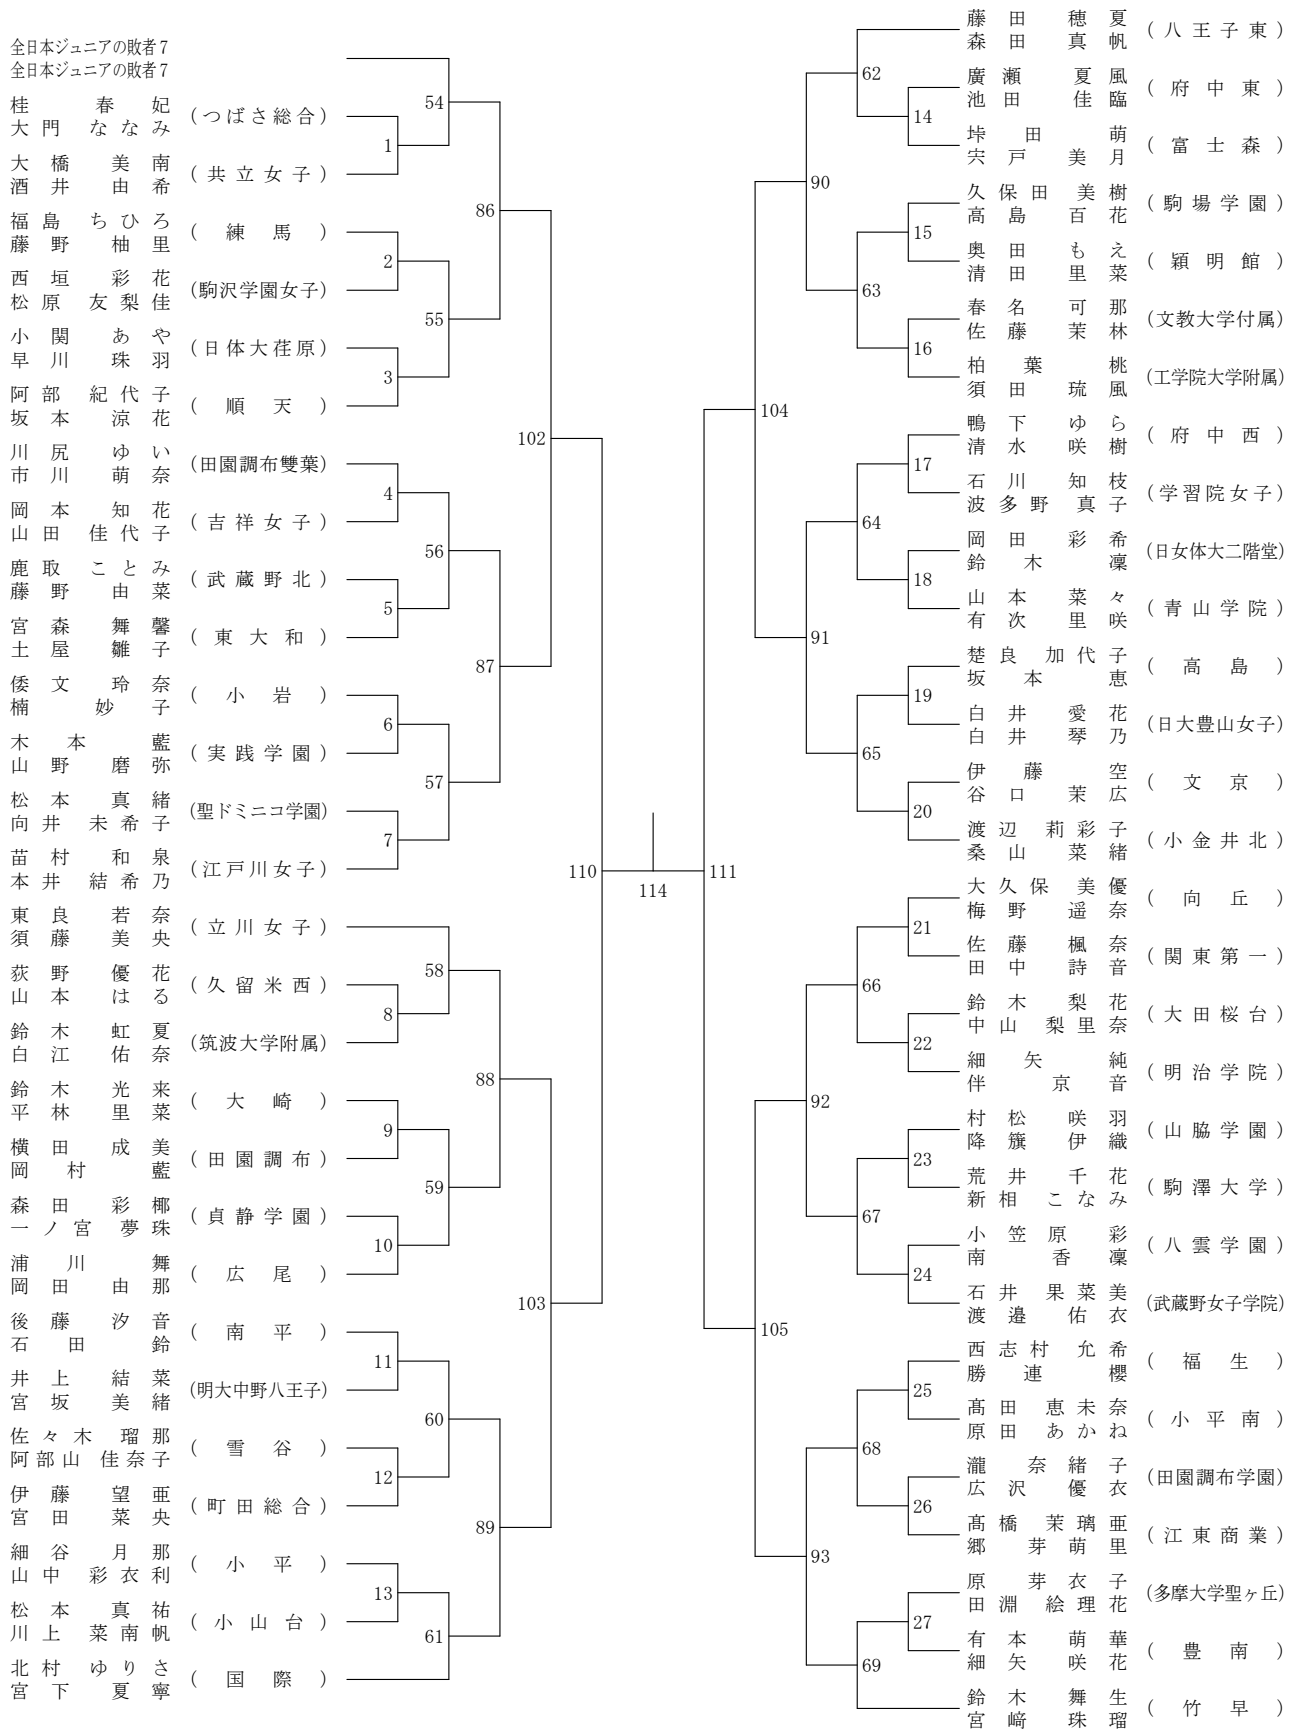 全日本ジュニアの敗者7
全日本ジュニアの敗者7
桂 春妃
大門 ななみ
(つばさ総合)
大橋 美南
酒井 由希
(共立女子)
福島 ちひろ
藤野 柚里
(練馬)
西垣 彩花
松原 友梨佳
(駒沢学園女子)
小関 あや
早川 珠羽
(日体大荏原)
阿部 紀代子
坂本 涼花
(順天)
川尻 ゆい
市川 萌奈
(田園調布雙葉)
岡本 知花
山田 佳代子
(吉祥女子)
鹿取 ことみ
藤野 由菜
(武蔵野北)
宮森 舞馨
土屋 雛子
(東大和)
倭文 玲奈
楠 妙子
(小岩)
木本 藍
山野 磨弥
(実践学園)
松本 真緒
向井 未希子
(聖ドミニコ学園)
苗村 和泉
本井 結希乃
(江戸川女子)
東良 若奈
須藤 美央
(立川女子)
荻野 優花
山本 はる
(久留米西)
鈴木 虹夏
白江 佑奈
(筑波大学附属)
鈴木 光来
平林 里菜
(大崎)
横田 成美
岡村 藍
(田園調布)
森田 彩椰
一ノ宮 夢珠
(貞静学園)
浦川 舞
岡田 由那
(広尾)
後藤 汐音
石田 鈴
(南平)
井上 結菜
宮坂 美緒
(明大中野八王子)
佐々木 瑠那
阿部山 佳奈子
(雪谷)
伊藤 望亜
宮田 菜央
(町田総合)
細谷 月那
山中 彩衣利
(小平)
松本 真祐
川上 菜南帆
(小山台)
北村 ゆりさ
宮下 夏寧
(国際)
1
2
3
4
5
6
7
8
9
10
11
12
13
54
55
56
57
58
59
60
61
86
87
88
89
102
103
110
114
111
104
105
90
91
92
93
62
63
64
65
66
67
68
69
14
15
16
17
18
19
20
21
22
23
24
25
26
27
藤田 穂夏
森田 真帆
(八王子東)
廣瀬 夏風
池田 佳臨
(府中東)
垰田 萌
宍戸 美月
(富士森)
久保田 美樹
高島 百花
(駒場学園)
奥田 もえ
清田 里菜
(穎明館)
春名 可那
佐藤 茉林
(文教大学付属)
柏葉 桃
須田 琉風
(工学院大学附属)
鴨下 ゆら
清水 咲樹
(府中西)
石川 知枝
波多野 真子
(学習院女子)
岡田 彩希
鈴木 凜
(日女体大二階堂)
山本 菜々
有次 里咲
(青山学院)
楚良 加代子
坂本 恵
(高島)
白井 愛花
白井 琴乃
(日大豊山女子)
伊藤 空
谷口 茉広
(文京)
渡辺 莉彩子
桑山 菜緒
(小金井北)
大久保 美優
梅野 遥奈
(向丘)
佐藤 楓奈
田中 詩音
(関東第一)
鈴木 梨花
中山 梨里奈
(大田桜台)
細矢 純
伴 京音
(明治学院)
村松 咲羽
降籏 伊織
(山脇学園)
荒井 千花
新相 こなみ
(駒澤大学)
小笠原 彩
南 香凜
(八雲学園)
石井 果菜美
渡邉 佑衣
(武蔵野女子学院)
西志村 允希
勝連 櫻
(福生)
髙田 恵未奈
原田 あかね
(小平南)
瀧 奈緒子
広沢 優衣
(田園調布学園)
髙橋 茉璃亜
郷 芽萌里
(江東商業)
原 芽衣子
田淵 絵理花
(多摩大学聖ヶ丘)
有本 萌華
細矢 咲花
(豊南)
鈴木 舞生
宮﨑 珠瑠
(竹早)